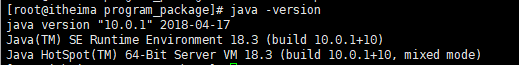 [root@itheima program_package]# java -version
java version "10.0.1" 2018-04-17
Java(TM) SE Runtime Environment 18.3 (build 10.0.1+10)
Java HotSpot(TM) 64-Bit Server VM 18.3 (build 10.0.1+10, mixed mode)